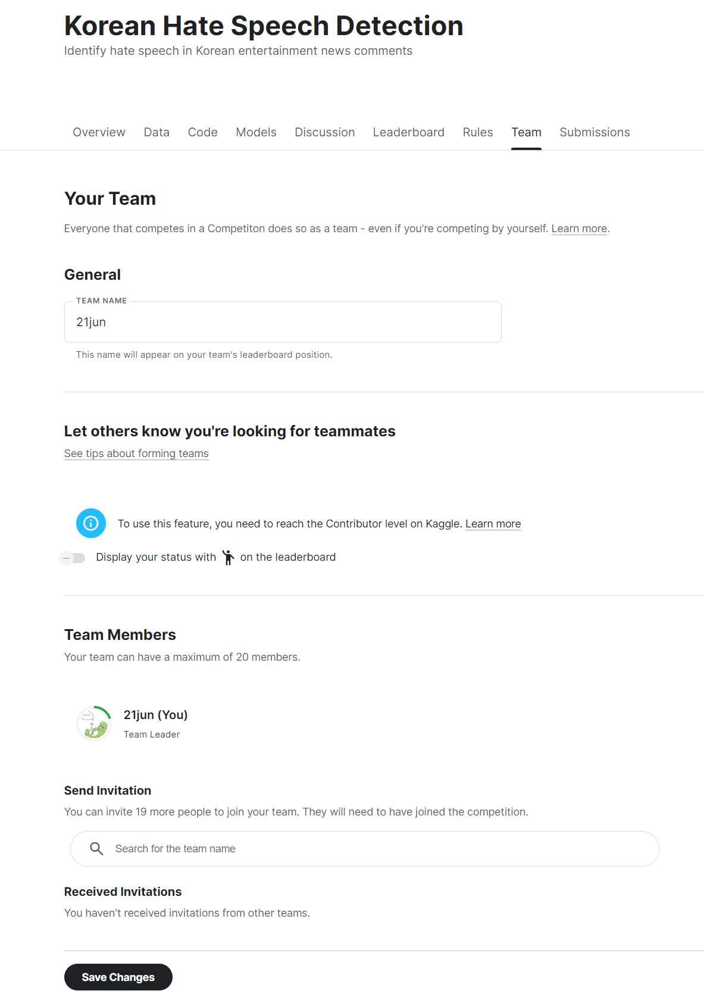 Korean Hate Speech Detection
Identify hate speech in Korean entertainment news comments
Overview Data Code Models Discussion Leaderboard Rules Team Submissions
Your Team
Everyone that competes in a Competiton does so as a team - even if you're competing by yourself. Learn more.
General
TEAM NAME
21jun
This name will appear on your team's leaderboard position.
Let others know you're looking for teammates
See tips about forming teams
To use this feature, you need to reach the Contributor level on Kaggle. Learn more
Display your status with on the leaderboard
Team Members
Your team can have a maximum of 20 members.
21jun (You)
Team Leader
Send Invitation
You can invite 19 more people to join your team. They will need to have joined the competition.
Search for the team name
Received Invitations
You haven't received invitations from other teams.
Save Changes